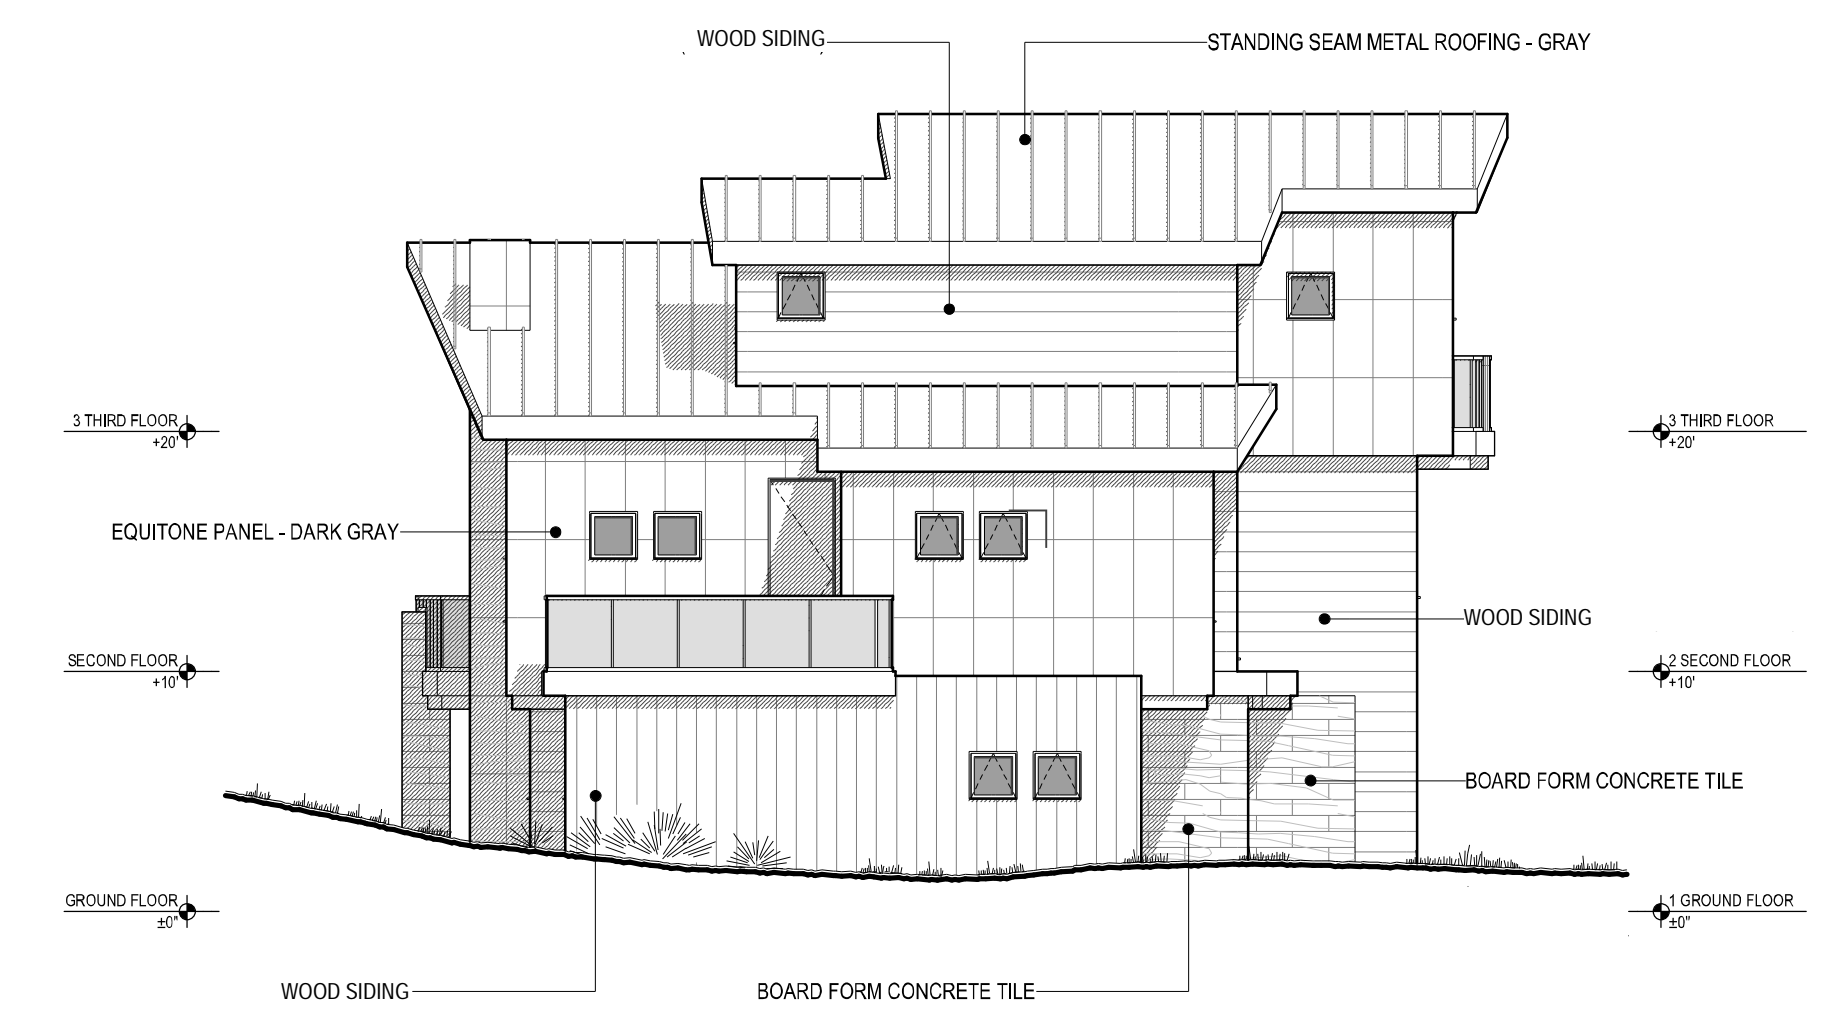 WOOD SIDING
STANDING SEAM METAL ROOFING - GRAY
3 THIRD FLOOR
+20'
3 THIRD FLOOR
+20'
EQUITONE PANEL - DARK GRAY
WOOD SIDING
SECOND FLOOR
+10'
2 SECOND FLOOR
+10'
BOARD FORM CONCRETE TILE
GROUND FLOOR
±0"
1 GROUND FLOOR
±0"
WOOD SIDING
BOARD FORM CONCRETE TILE